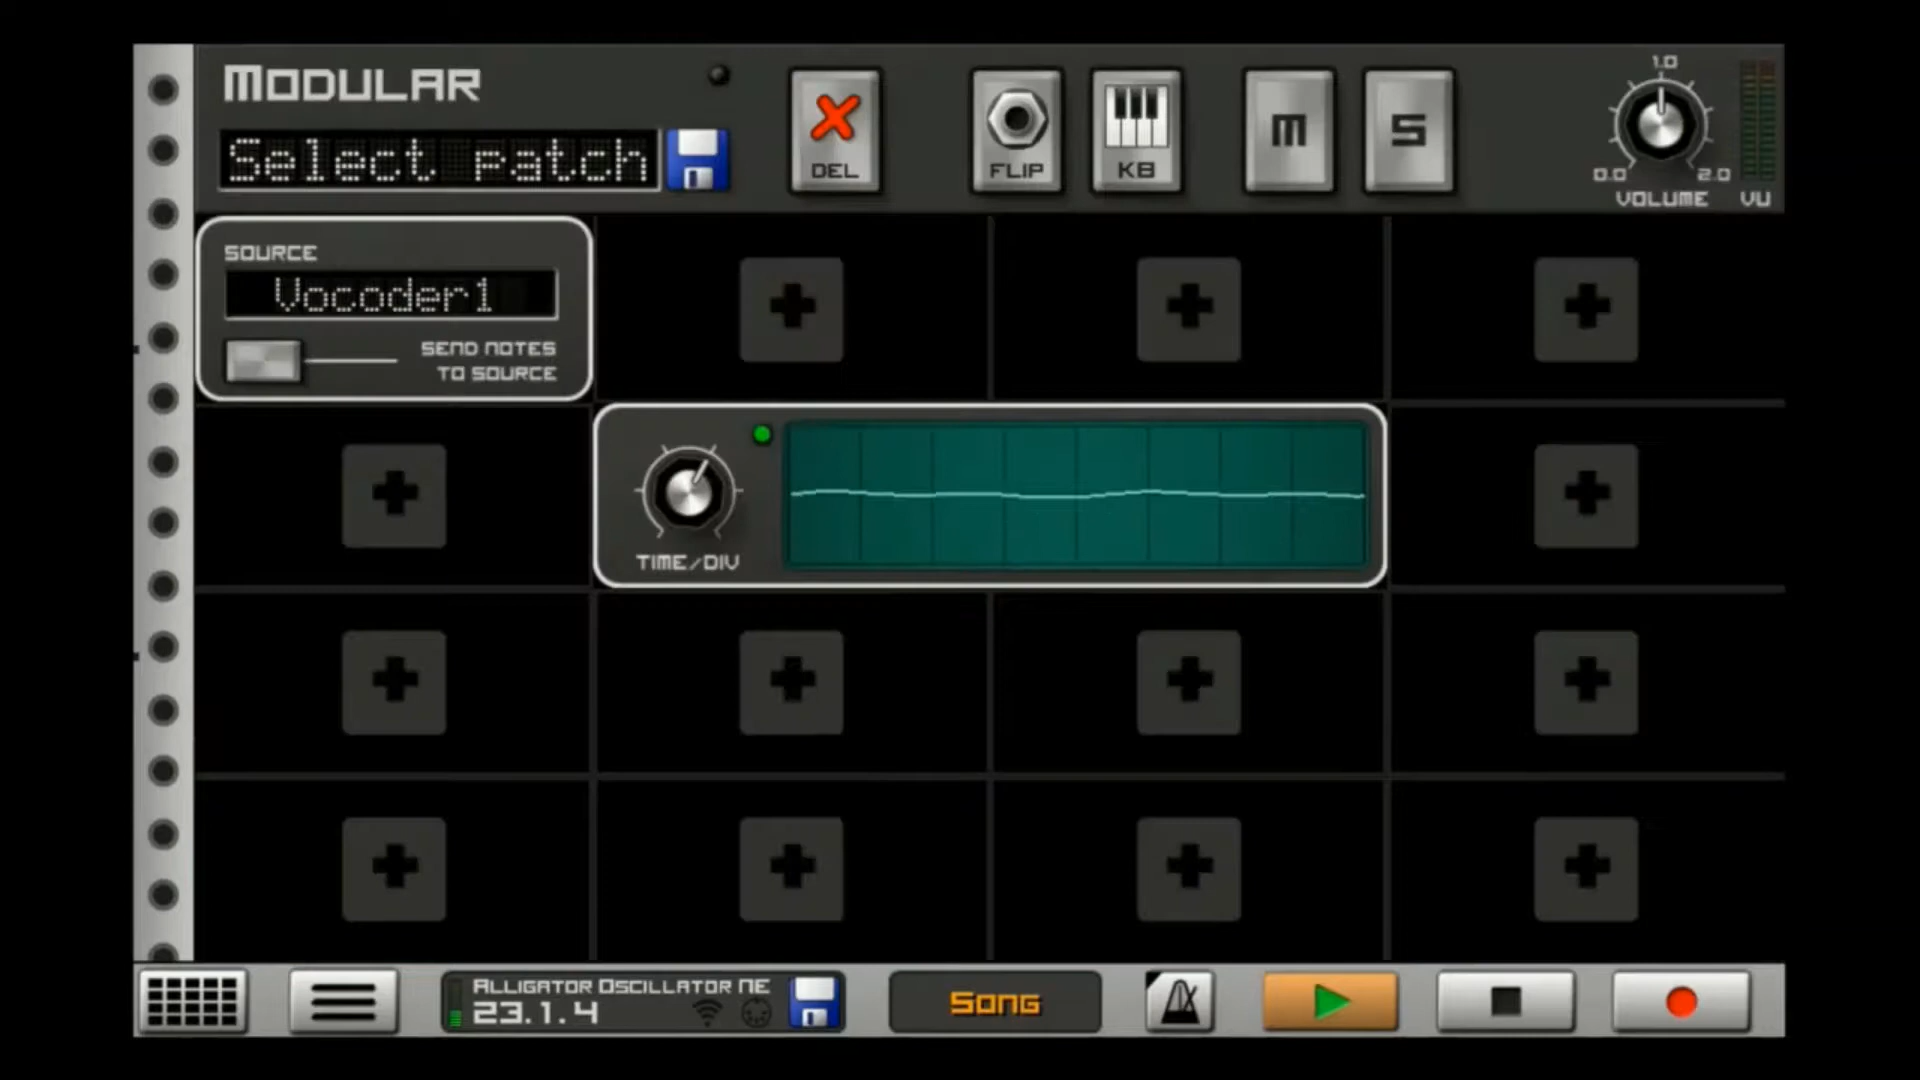 MODULAR
Select patch
DEL
FLIP
KB
M
S
1.0
0.0
2.0
VOLUME
VU
SOURCE
Vocoder1
SEND NOTES
TO SOURCE
TIME/DIV
ALLIGATOR OSCILLATOR NE
23.1.4
SONG